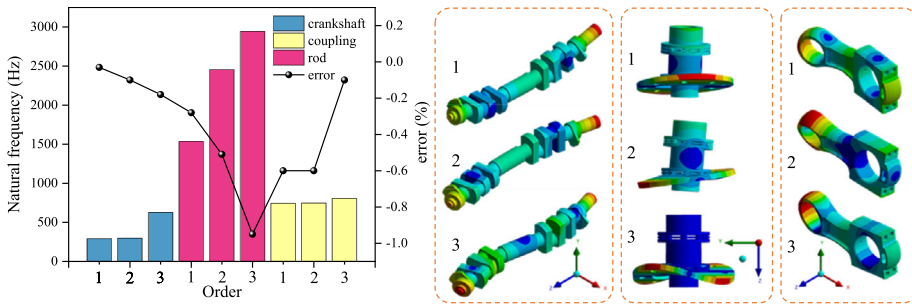 3000
2500
2000
1500
1000
500
0
Natural frequency (Hz)
crankshaft
coupling
rod
error
0.2
0.0
-0.2
-0.4
-0.6
-0.8
-1.0
error (%)
1 2 3 1 2 3 1 2 3
Order
1
2
3
Z X
Y
1
2
3
Y
Z
1
2
3
Y
Z X